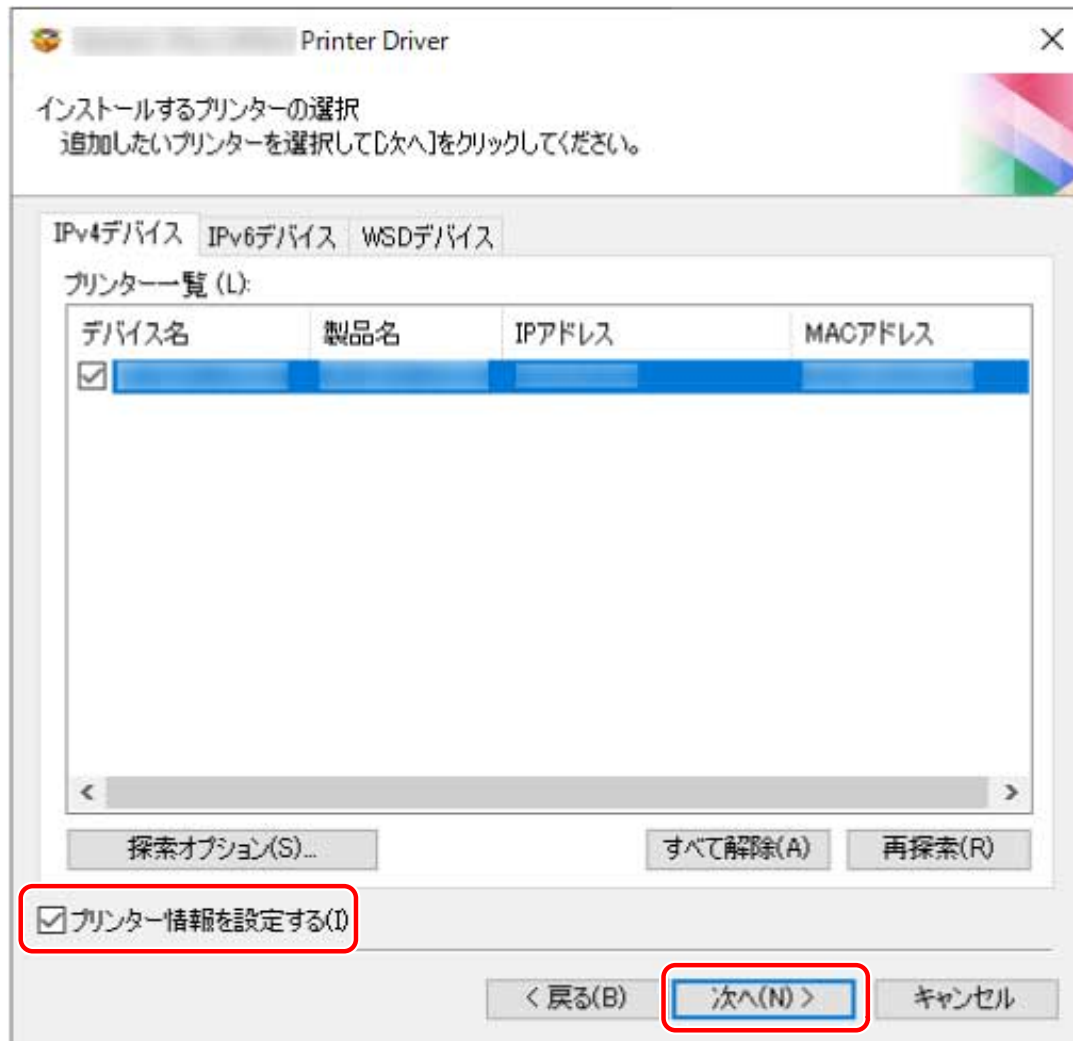 Printer Driver
インストールするプリンターの選択
追加したいプリンターを選択して[次へ]をクリックしてください。
IPv4デバイス IPv6デバイス WSDデバイス
プリンター一覧 (L):
デバイス名 製品名 IPアドレス MACアドレス
探索オプション(S)... すべて解除(A) 再探索(R)
プリンター情報を設定する(I)
< 戻る(B) 次へ(N) > キャンセル